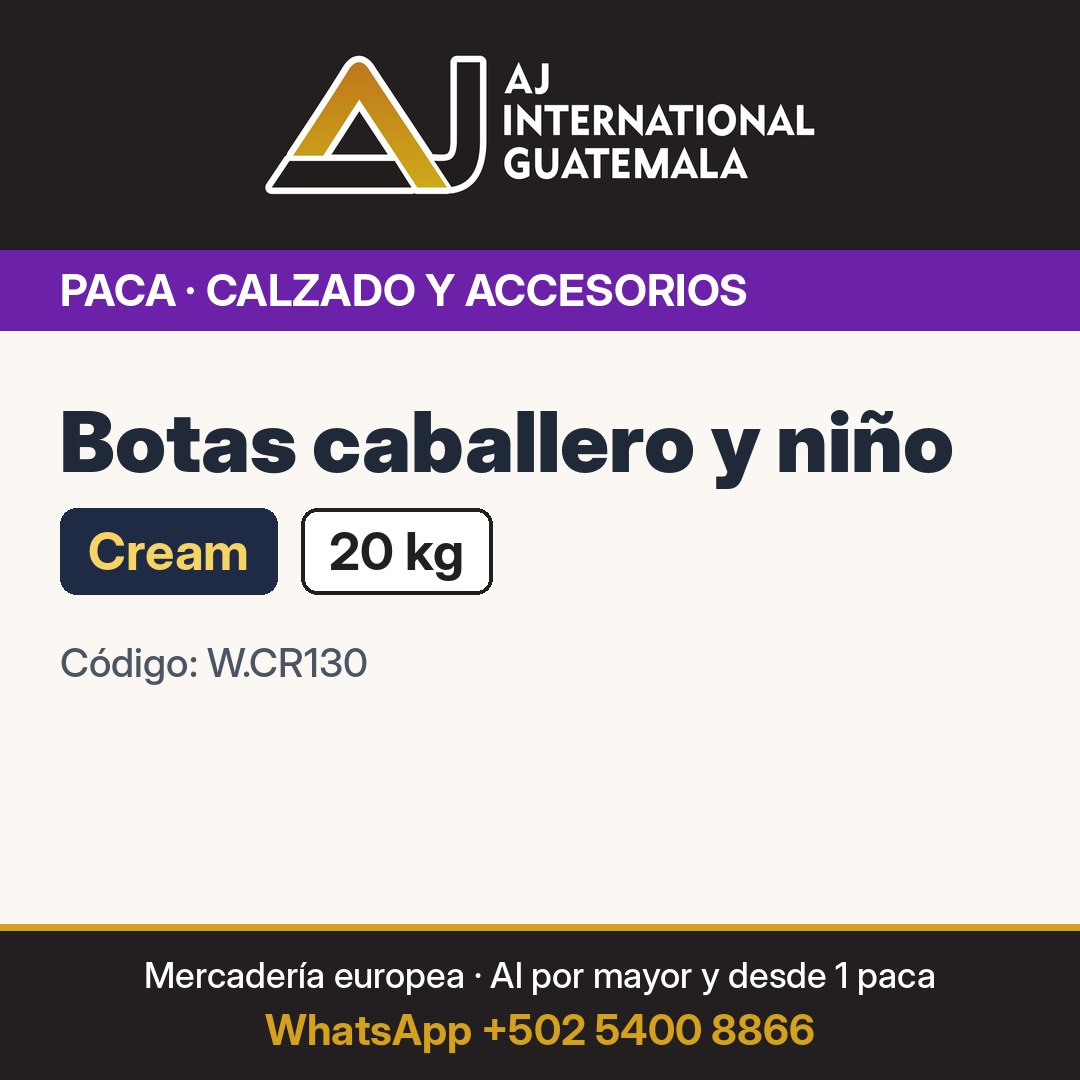 AJ
AJ
INTERNATIONAL
GUATEMALA
PACA · CALZADO Y ACCESORIOS
Botas caballero y niño
Cream
20 kg
Código: W.CR130
Mercadería europea · Al por mayor y desde 1 paca
WhatsApp +502 5400 8866